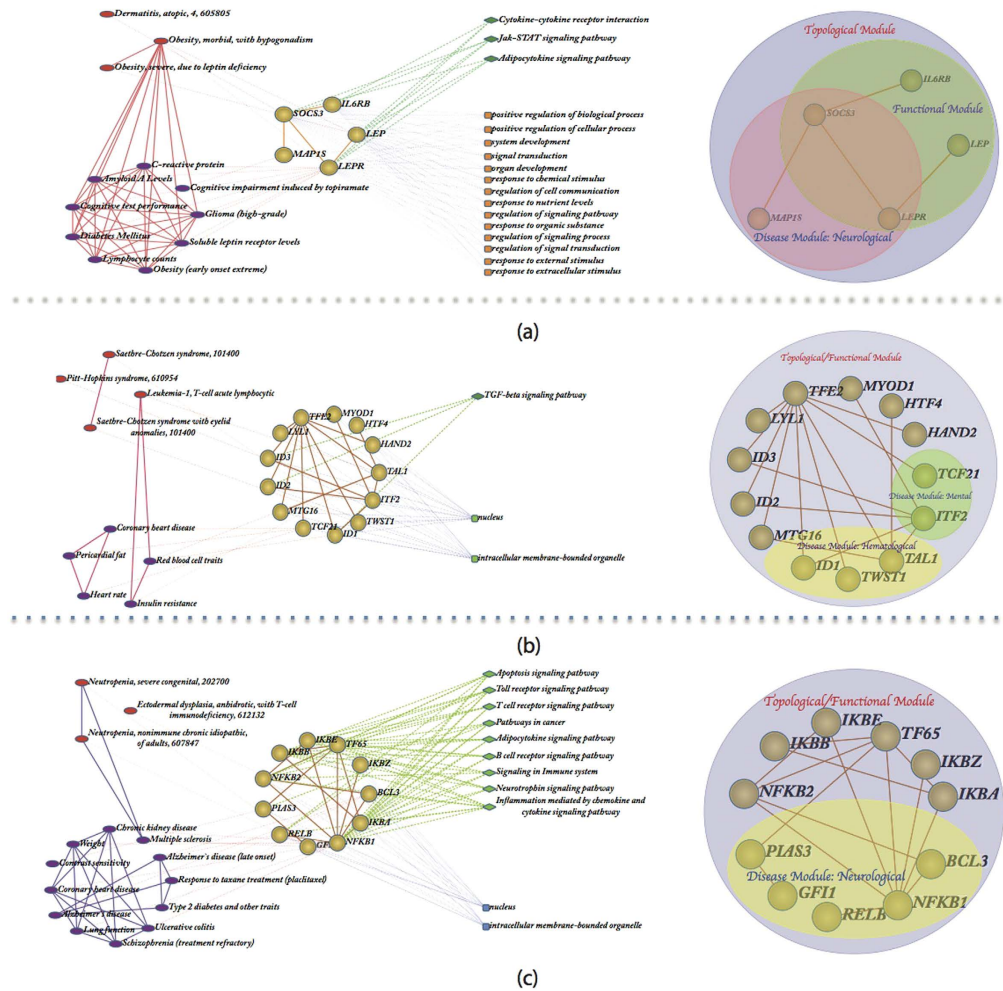 Dermatitis, atopic, 4, 605805
Obesity, morbid, with hypogonadism
Obesity, severe, due to leptin deficiency
C-reactive protein
Amyloid A Levels
Cognitive impairment induced by topiramate
Cognitive test performance
Glioma (high-grade)
Diabetes Mellitus
Soluble leptin receptor levels
Lymphocyte counts
Obesity (early onset extreme)
IL6RB
SOCS3
LEP
MAP1S
LEPR
Cytokine-cytokine receptor interaction
Jak-STAT signaling pathway
Adipocytokine signaling pathway
positive regulation of biological process
positive regulation of cellular process
system development
signal transduction
organ development
response to chemical stimulus
regulation of cell communication
response to nutrient levels
regulation of signaling pathway
response to organic substance
regulation of signaling process
regulation of signal transduction
response to external stimulus
response to extracellular stimulus
Topological Module
IL6RB
Functional Module
SOCS3
LEP
MAP1S
LEPR
Disease Module: Neurological
(a)
Saethre-Chotzen syndrome, 101400
Pitt-Hopkins syndrome, 610954
Leukemia-1, T-cell acute lymphocytic
Saethre-Chotzen syndrome with eyelid
anomalies, 101400
Coronary heart disease
Pericardial fat
Red blood cell traits
Heart rate
Insulin resistance
TFE2
MYOD1
HTF4
LYL1
HAND2
ID3
TAL1
ID2
ITF2
MTG16
TWST1
TCF21
ID1
TGF-beta signaling pathway
nucleus
intracellular membrane-bounded organelle
Topological/Functional Module
TFE2
MYOD1
HTF4
LYL1
HAND2
ID3
TCF21
Disease Module: Mental
ID2
ITF2
MTG16
Disease Module: Hematological
TAL1
ID1
TWST1
(b)
Neutropenia, severe congenital, 202700
Ectodermal dysplasia, anhidrotic, with T-cell
immunodeficiency, 612132
Neutropenia, nonimmune chronic idiopathic,
of adults, 607847
Chronic kidney disease
Weight
Multiple sclerosis
Contrast sensitivity
Alzheimer's disease (late onset)
Response to taxane treatment (placlitaxel)
Coronary heart disease
Type 2 diabetes and other traits
Alzheimer's disease
Lung function
Ulcerative colitis
Schizophrenia (treatment refractory)
IKBE
TF65
IKBB
IKBZ
NFKB2
BCL3
PIAS3
IKBA
RELB
NFKB1
GFI1
Apoptosis signaling pathway
Toll receptor signaling pathway
T cell receptor signaling pathway
Pathways in cancer
Adipocytokine signaling pathway
B cell receptor signaling pathway
Signaling in Immune system
Neurotrophin signaling pathway
Inflammation mediated by chemokine and
cytokine signaling pathway
nucleus
intracellular membrane-bounded organelle
Topological/Functional Module
IKBE
TF65
IKBB
IKBZ
NFKB2
IKBA
PIAS3
BCL3
Disease Module: Neurological
GFI1
NFKB1
RELB
(c)